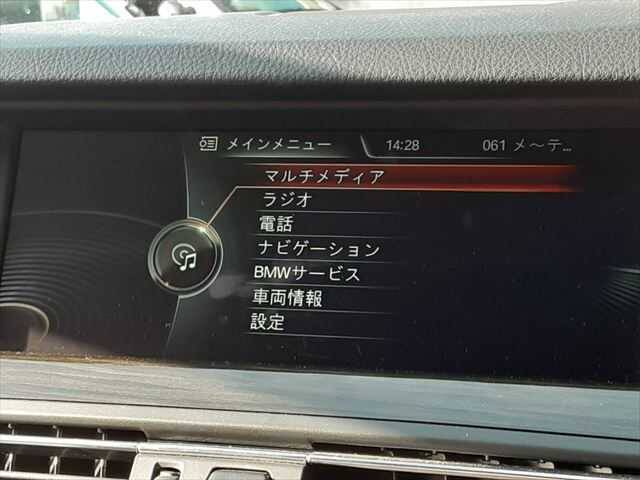 メインメニュー 14:28 061 メ～テ...
マルチメディア
ラジオ
電話
ナビゲーション
BMWサービス
車両情報
設定